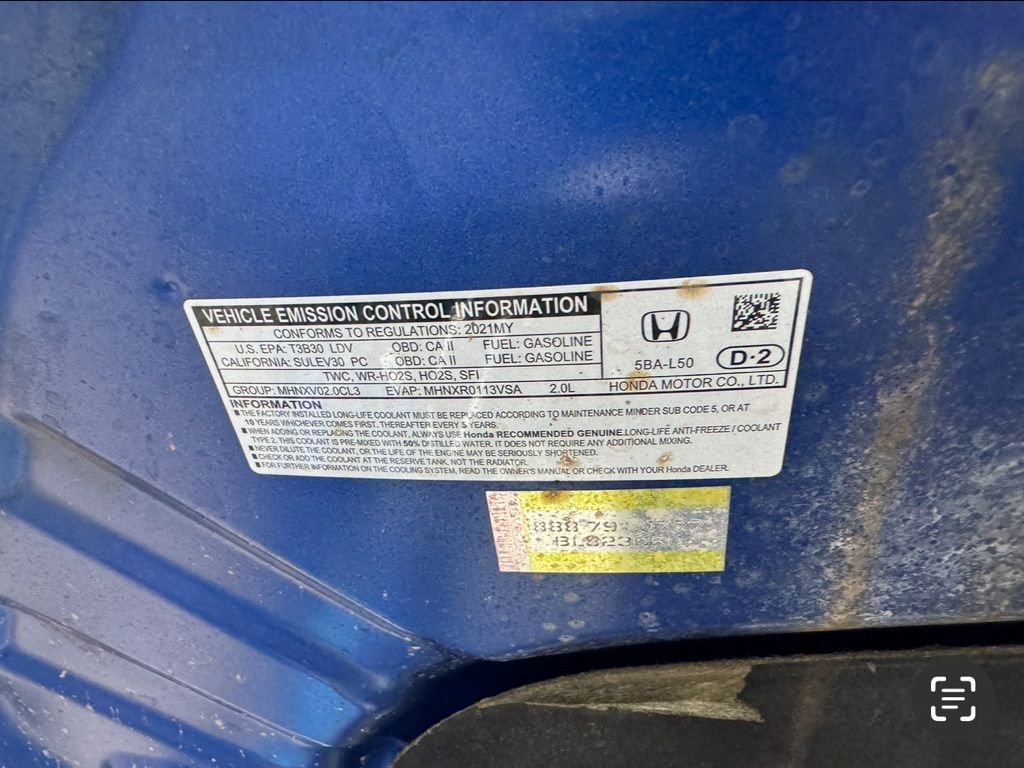 VEHICLE EMISSION CONTROL INFORMATION
CONFORMS TO REGULATIONS: 2021MY
U.S. EPA: T3B30 LDV OBD: CA II FUEL: GASOLINE
CALIFORNIA: SULEV30 PC OBD: CA II FUEL: GASOLINE
TWC, WR-HO2S, HO2S, SFI
GROUP: MHNXV02.0CL3 EVAP: MHNXR0113VSA 2.0L
5BA-L50 D-2
HONDA MOTOR CO., LTD.
INFORMATION
■THE FACTORY INSTALLED LONG-LIFE COOLANT MUST BE REPLACED ACCORDING TO MAINTENANCE MINDER SUB CODE 5, OR AT
10 YEARS WHICHEVER COMES FIRST. THEREAFTER EVERY 5 YEARS.
■WHEN ADDING OR REPLACING THE COOLANT, ALWAYS USE Honda RECOMMENDED GENUINE LONG-LIFE ANTI-FREEZE / COOLANT
TYPE 2. THIS COOLANT IS PRE-MIXED WITH 50% DISTILLED WATER. IT DOES NOT REQUIRE ANY ADDITIONAL MIXING.
■NEVER DILUTE THE COOLANT, OR THE LIFE OF THE ENGINE MAY BE SERIOUSLY SHORTENED.
■CHECK OR ADD THE COOLANT AT THE RESERVE TANK, NOT THE RADIATOR.
■FOR FURTHER INFORMATION ON THE COOLING SYSTEM, READ THE OWNER'S MANUAL OR CHECK WITH YOUR Honda DEALER.